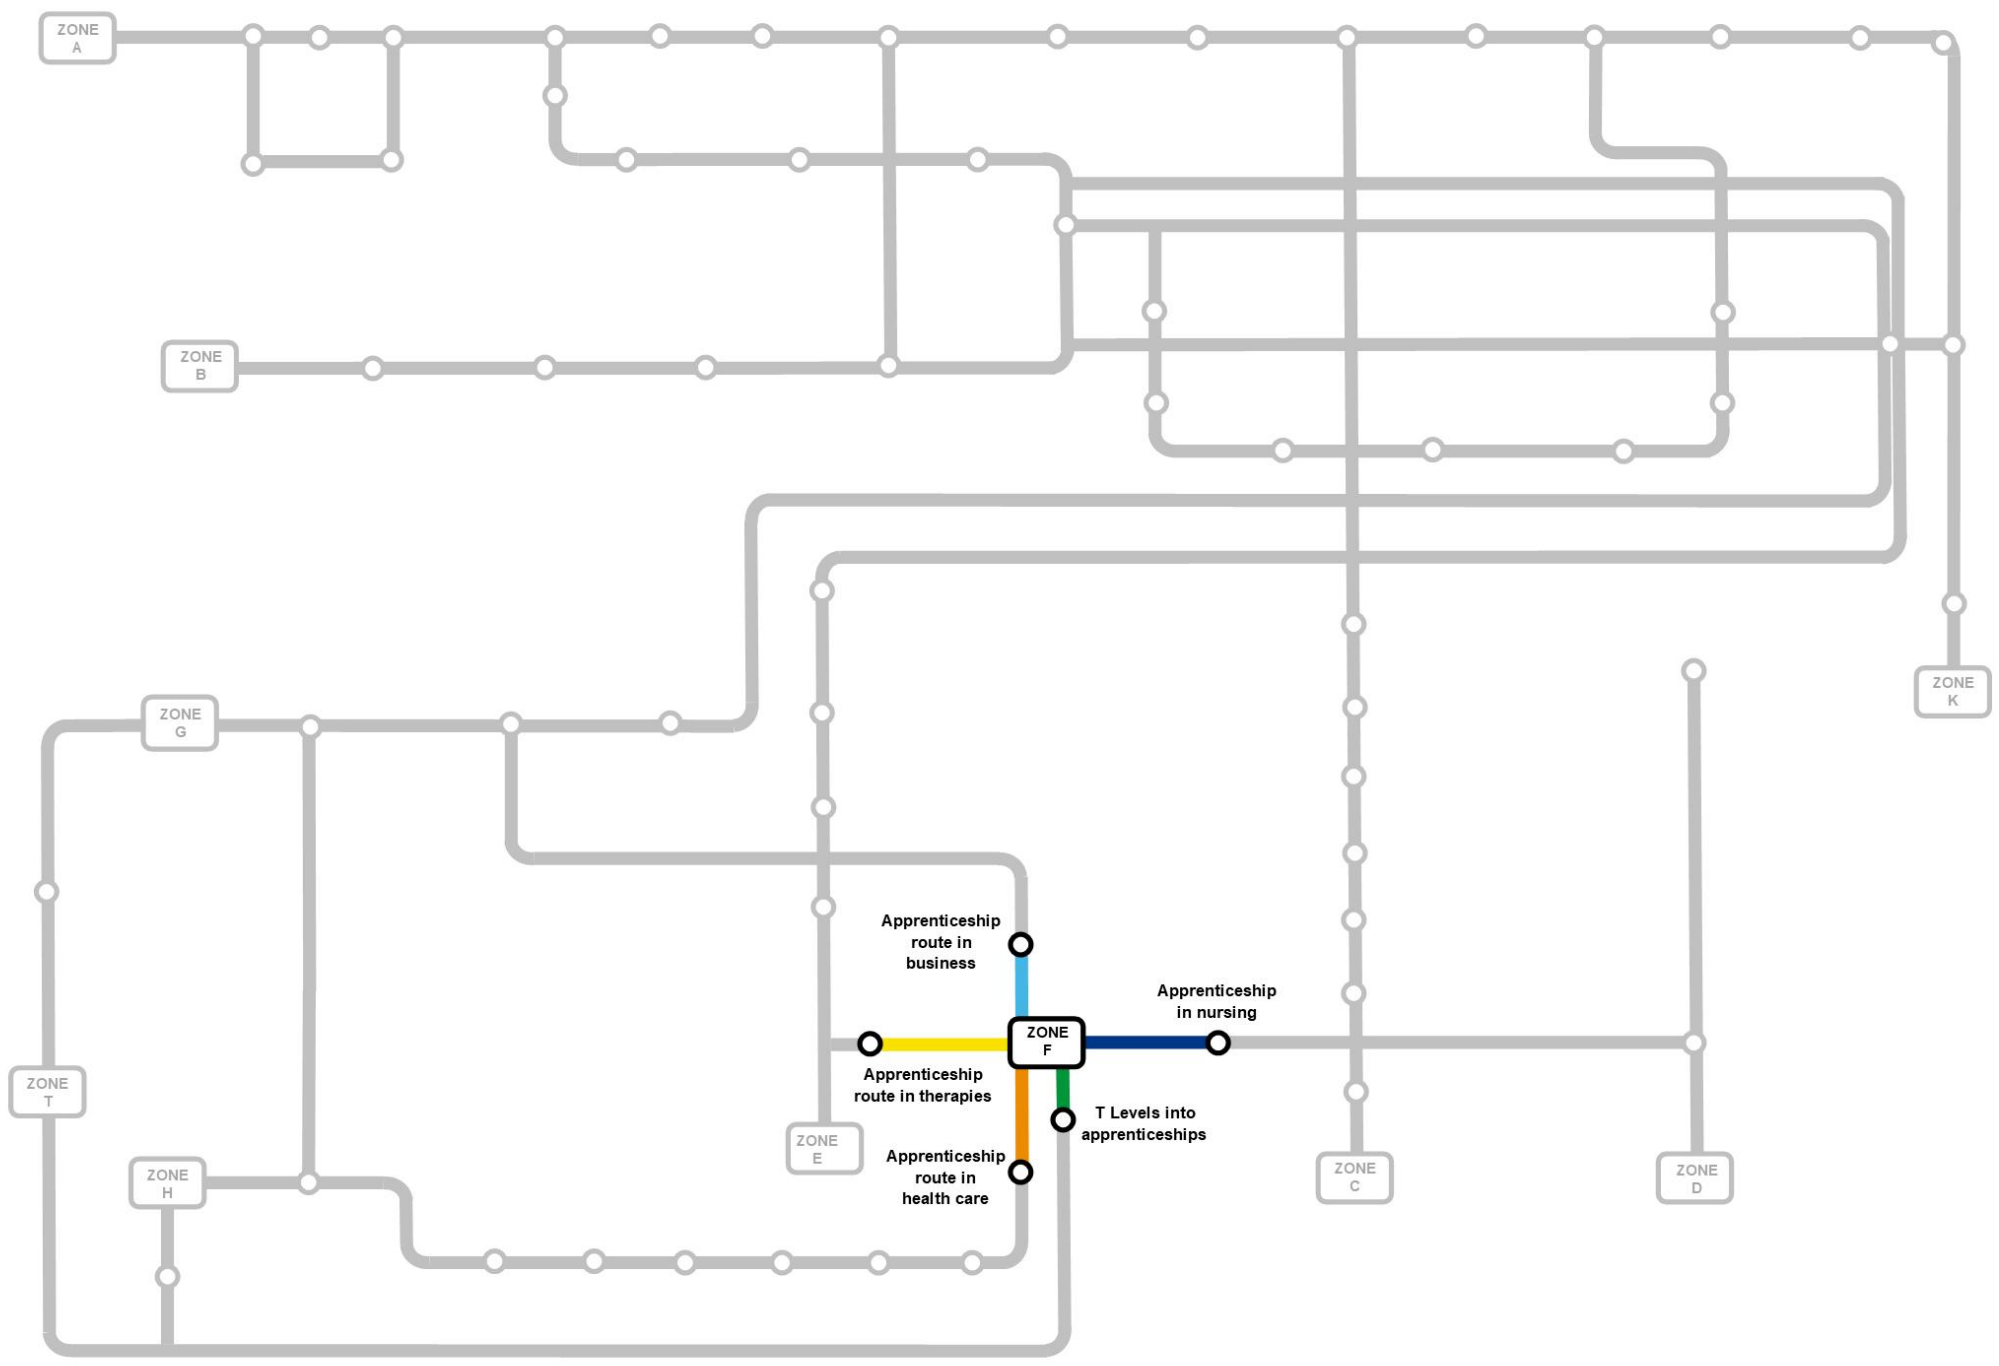 ZONE
A
ZONE
B
ZONE
G
ZONE
K
Apprenticeship
route in
business
Apprenticeship
in nursing
ZONE
F
Apprenticeship
route in therapies
ZONE
T
T Levels into
apprenticeships
ZONE
E
Apprenticeship
route in
health care
ZONE
H
ZONE
C
ZONE
D